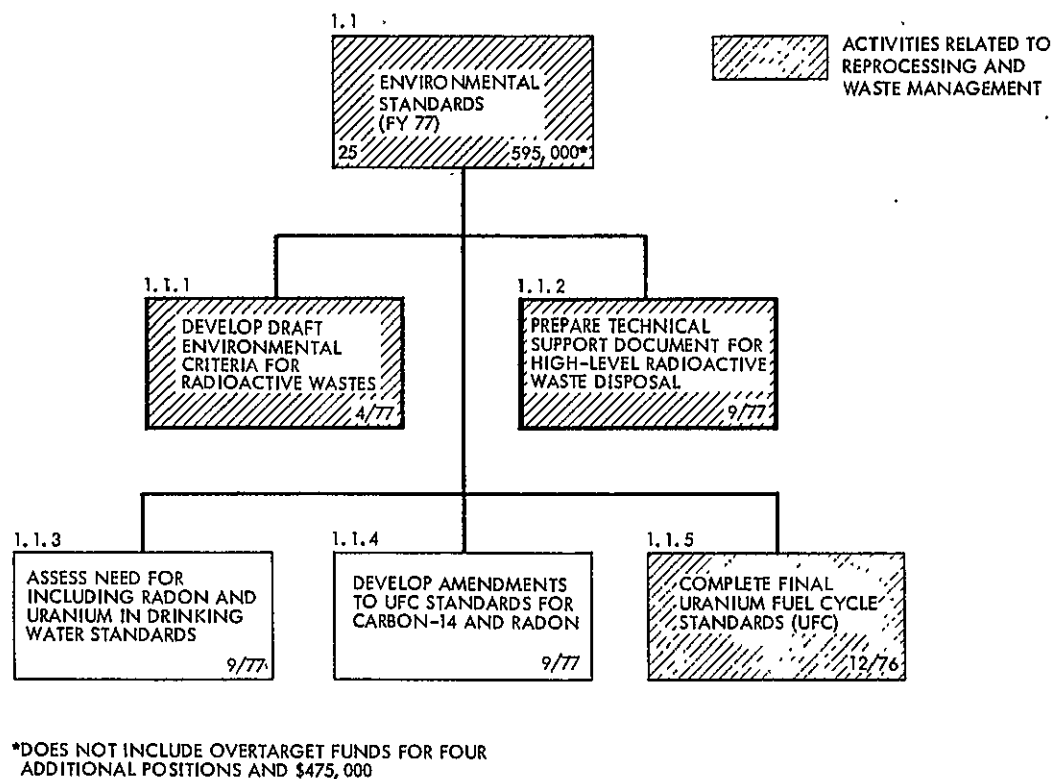 1.1
ENVIRONMENTAL
STANDARDS
(FY 77)
25 595,000*
ACTIVITIES RELATED TO
REPROCESSING AND
WASTE MANAGEMENT
1.1.1
DEVELOP DRAFT
ENVIRONMENTAL
CRITERIA FOR
RADIOACTIVE WASTES
4/77
1.1.2
PREPARE TECHNICAL
SUPPORT DOCUMENT FOR
HIGH-LEVEL RADIOACTIVE
WASTE DISPOSAL
9/77
1.1.3
ASSESS NEED FOR
INCLUDING RADON AND
URANIUM IN DRINKING
WATER STANDARDS
9/77
1.1.4
DEVELOP AMENDMENTS
TO UFC STANDARDS FOR
CARBON-14 AND RADON
9/77
1.1.5
COMPLETE FINAL
URANIUM FUEL CYCLE
STANDARDS (UFC)
12/76
*DOES NOT INCLUDE OVERTARGET FUNDS FOR FOUR
ADDITIONAL POSITIONS AND $475,000